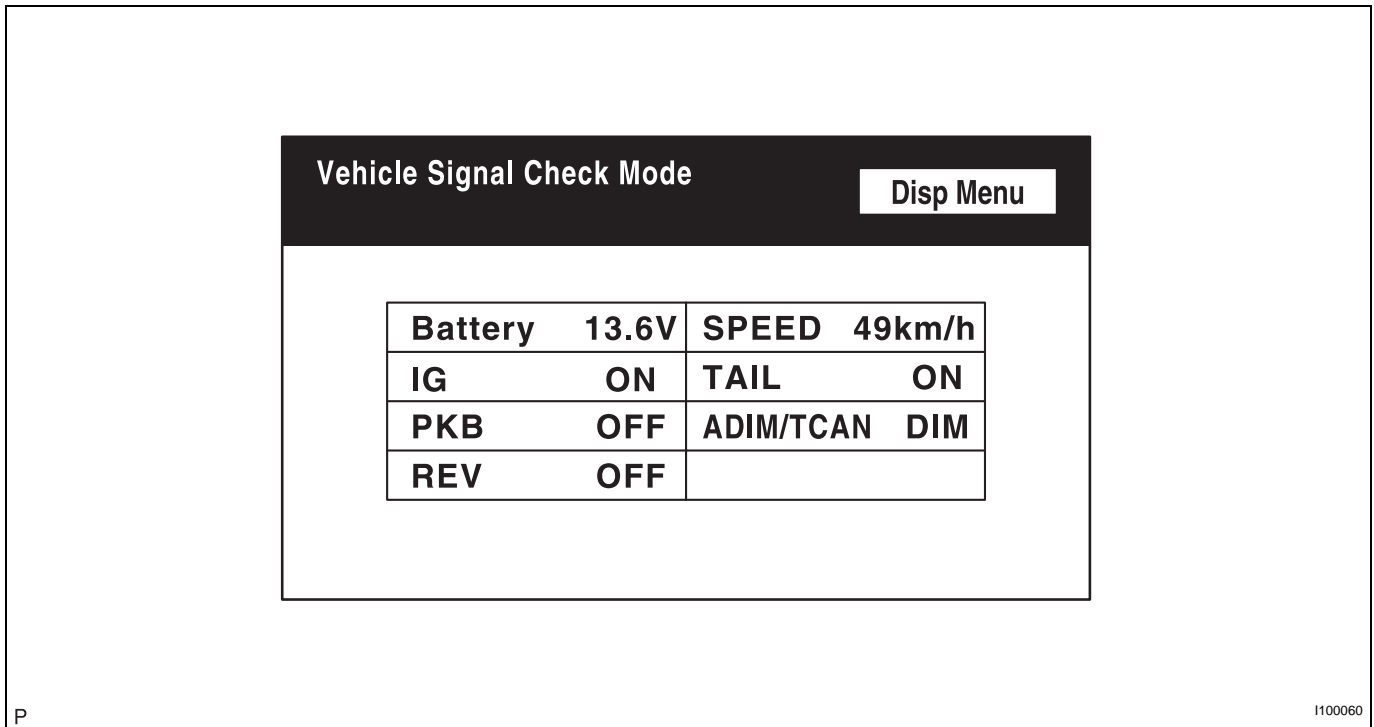 Vehicle Signal Check Mode
Disp Menu
Battery 13.6V SPEED 49km/h
IG ON TAIL ON
PKB OFF ADIM/TCAN DIM
REV OFF
P
I100060